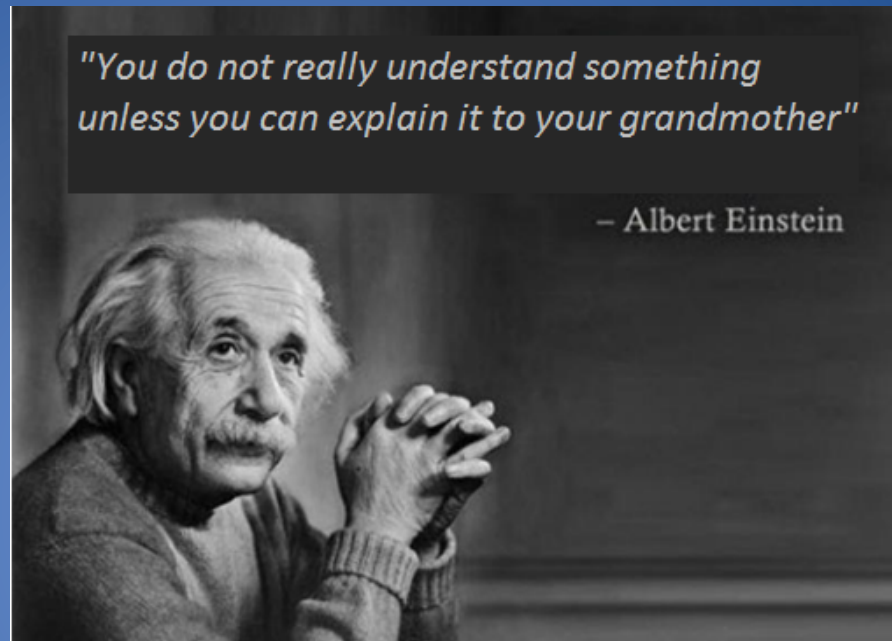 "You do not really understand something
unless you can explain it to your grandmother"
– Albert Einstein